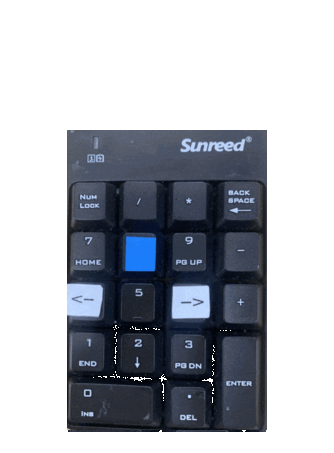 Sunreed®
Num Lock / * BACK SPACE ←
7 HOME 9 PG UP -
<-- 5 --> +
1 END 2 ↓ 3 PG DN
ENTER
0 Ins . DEL